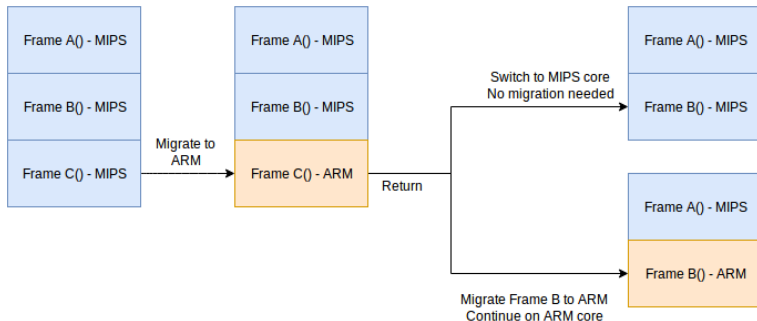 Frame A() - MIPS
Frame B() - MIPS
Frame C() - MIPS
Migrate to
ARM
Frame A() - MIPS
Frame B() - MIPS
Frame C() - ARM
Return
Switch to MIPS core
No migration needed
Frame A() - MIPS
Frame B() - MIPS
Migrate Frame B to ARM
Continue on ARM core
Frame A() - MIPS
Frame B() - ARM